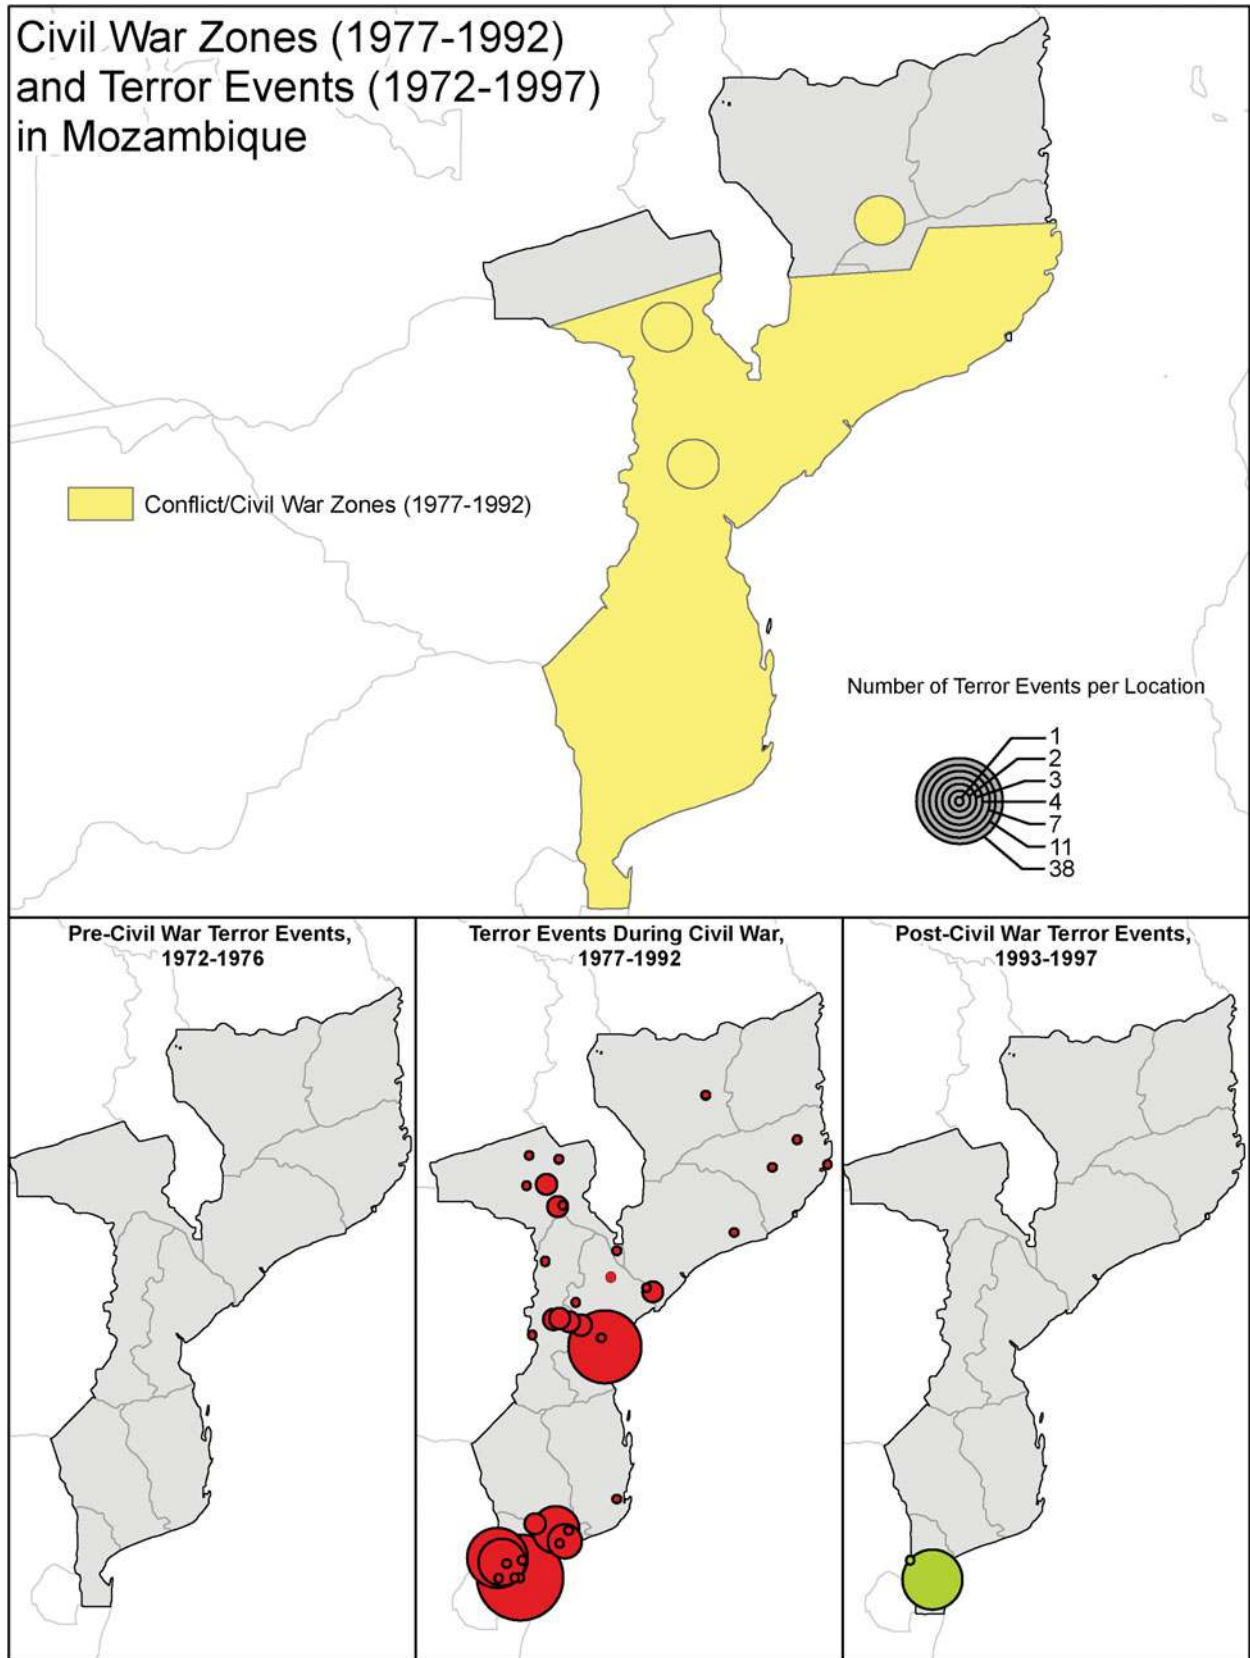 Civil War Zones (1977-1992)
and Terror Events (1972-1997)
in Mozambique
Conflict/Civil War Zones (1977-1992)
Number of Terror Events per Location
1
2
3
4
7
11
38
Pre-Civil War Terror Events,
1972-1976
Terror Events During Civil War,
1977-1992
Post-Civil War Terror Events,
1993-1997